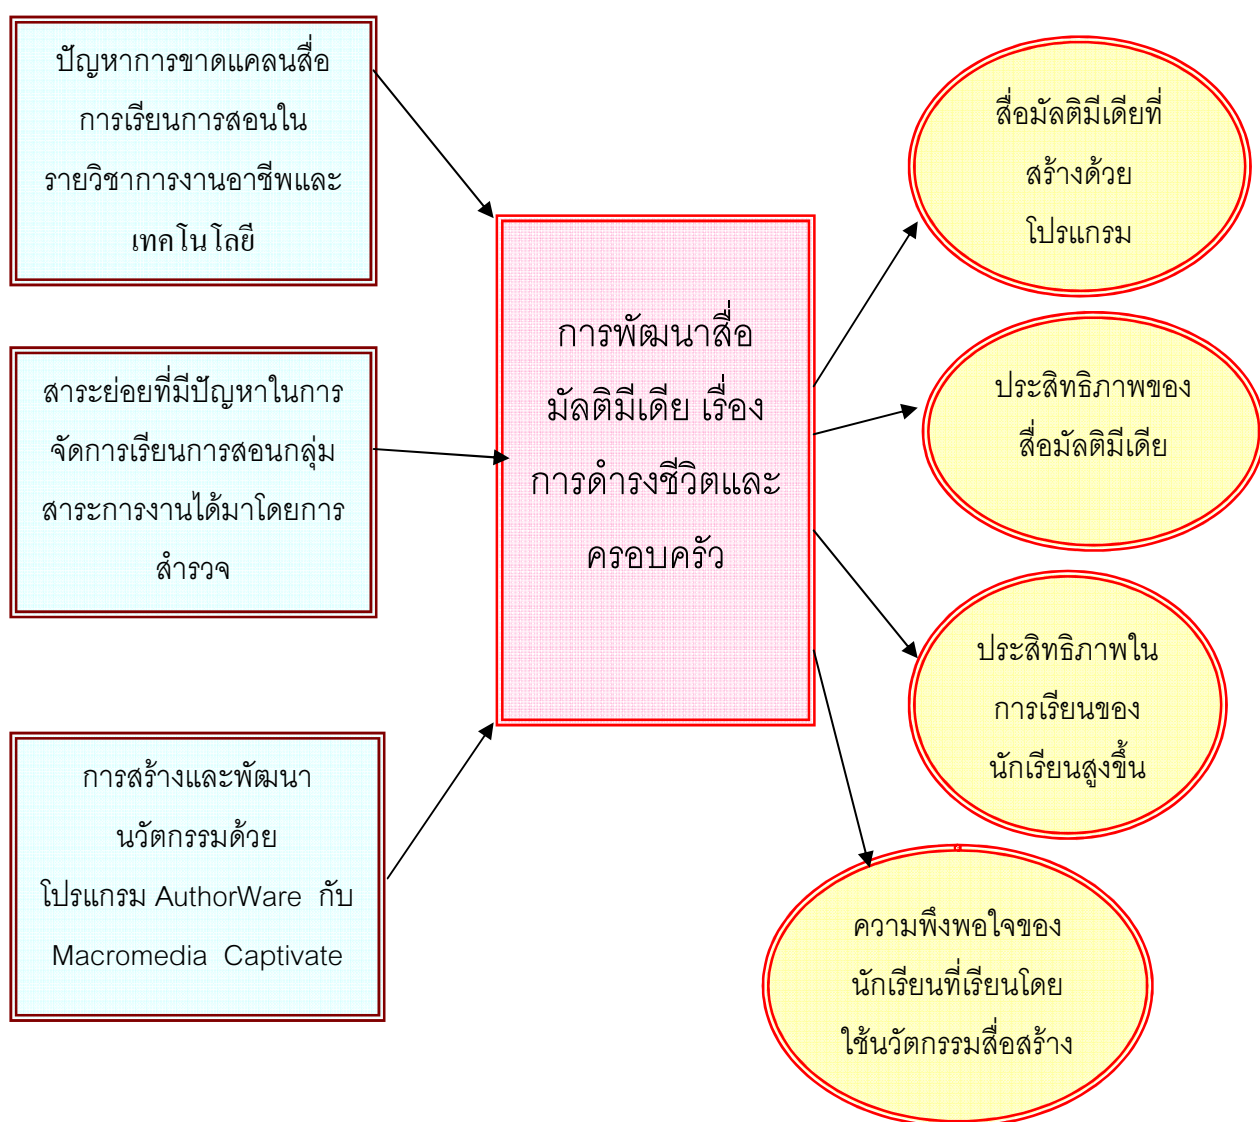 ปัญหาการขาดแคลนสื่อ
การเรียนการสอนใน
รายวิชาการงานอาชีพและ
เทคโนโลยี
สาระย่อยที่มีปัญหาในการ
จัดการเรียนการสอนกลุ่ม
สาระการงานได้มาโดยการ
สำรวจ
การสร้างและพัฒนา
นวัตกรรมด้วย
โปรแกรม AuthorWare กับ
Macromedia Captivate
การพัฒนาสื่อ
มัลติมีเดีย เรื่อง
การดำรงชีวิตและ
ครอบครัว
สื่อมัลติมีเดียที่
สร้างด้วย
โปรแกรม
ประสิทธิภาพของ
สื่อมัลติมีเดีย
ประสิทธิภาพใน
การเรียนของ
นักเรียนสูงขึ้น
ความพึงพอใจของ
นักเรียนที่เรียนโดย
ใช้นวัตกรรมสื่อสร้าง